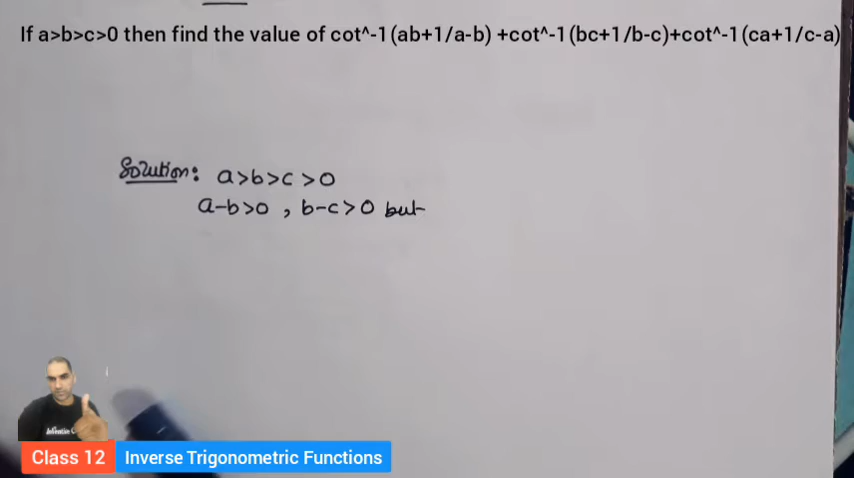 If a>b>c>0 then find the value of cot^-1(ab+1/a-b) +cot^-1(bc+1/b-c)+cot^-1(ca+1/c-a)
Solution: a>b>c >0
a-b>0 , b-c>0 but
Class 12 Inverse Trigonometric Functions